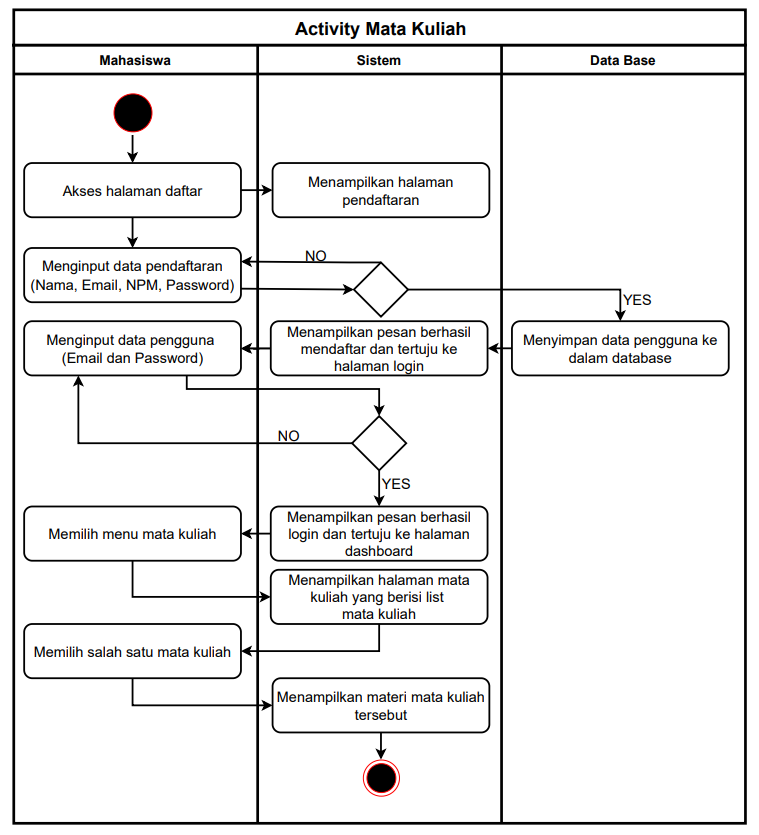 Activity Mata Kuliah
Mahasiswa
Sistem
Data Base
Akses halaman daftar
Menampilkan halaman
pendaftaran
Menginput data pendaftaran
(Nama, Email, NPM, Password)
NO
YES
Menyimpan data pengguna ke
dalam database
Menampilkan pesan berhasil
mendaftar dan tertuju ke
halaman login
Menginput data pengguna
(Email dan Password)
NO
YES
Menampilkan pesan berhasil
login dan tertuju ke halaman
dashboard
Memilih menu mata kuliah
Menampilkan halaman mata
kuliah yang berisi list
mata kuliah
Memilih salah satu mata kuliah
Menampilkan materi mata kuliah
tersebut